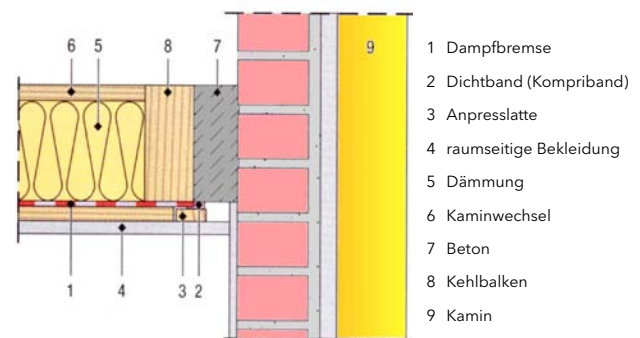 6 5 8 7 9
1 4 3 2
1 Dampfbremse
2 Dichtband (Kompriband)
3 Anpresslatte
4 raumseitige Bekleidung
5 Dämmung
6 Kaminwechsel
7 Beton
8 Kehlbalken
9 Kamin